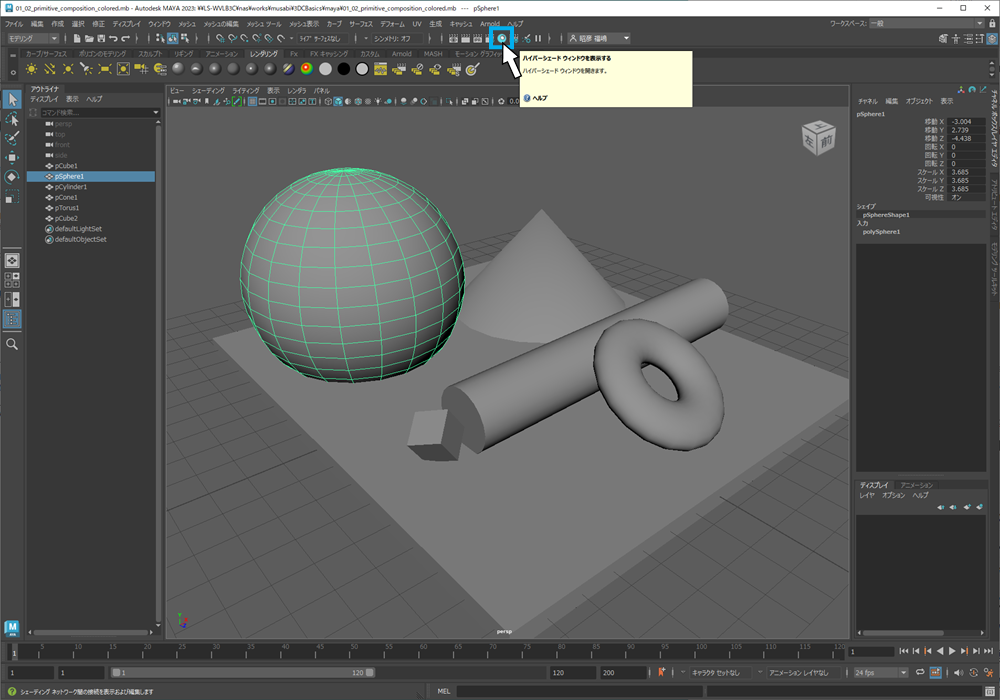 01_02_primitive_composition_colored.mb - Autodesk MAYA 2023: ¥¥LS-WVLB3C¥nas¥works¥musabi¥3DCBasics¥maya¥01_02_primitive_composition_colored.mb --- pSphere1
ファイル 編集 作成 選択 修正 ディスプレイ ウィンドウ メッシュ メッシュの編集 メッシュ ツール メッシュ表示 カーブ サーフェス デフォーム UV 生成 キャッシュ Arnold ヘルプ
ワークスペース: 一般
モデリング
ライブ サーフェスなし
シンメトリ: オフ
昭彦 福崎
カーブ/サーフェス ポリゴンのモデリング スカルプト リギング アニメーション レンダリング Fx FX キャッシング カスタム Arnold MASH モーション グラフィックス
ハイパーシェード ウィンドウを表示する
ハイパーシェード ウィンドウを開きます。
ヘルプ
アウトライナ
ディスプレイ 表示 ヘルプ
コマンド検索...
persp
top
front
side
pCube1
pSphere1
pCylinder1
pCone1
pTorus1
pCube2
defaultLightSet
defaultObjectSet
ビュー シェーディング ライティング 表示 レンダラ パネル
persp
チャネル 編集 オブジェクト 表示
pSphere1
移動 X -3.004
移動 Y 2.739
移動 Z -4.438
回転 X 0
回転 Y 0
回転 Z 0
スケール X 3.685
スケール Y 3.685
スケール Z 3.685
可視性 オン
シェイプ
pSphereShape1
入力
polySphere1
ディスプレイ アニメーション
レイヤ オプション ヘルプ
1 5 10 15 20 25 30 35 40 45 50 55 60 65 70 75 80 85 90 95 100 105 110 115 120
1
1 1 1 120 120 200
キャラクタ セットなし
アニメーション レイヤなし
24 fps
シェーディング ネットワーク間の接続を表示および編集します
MEL